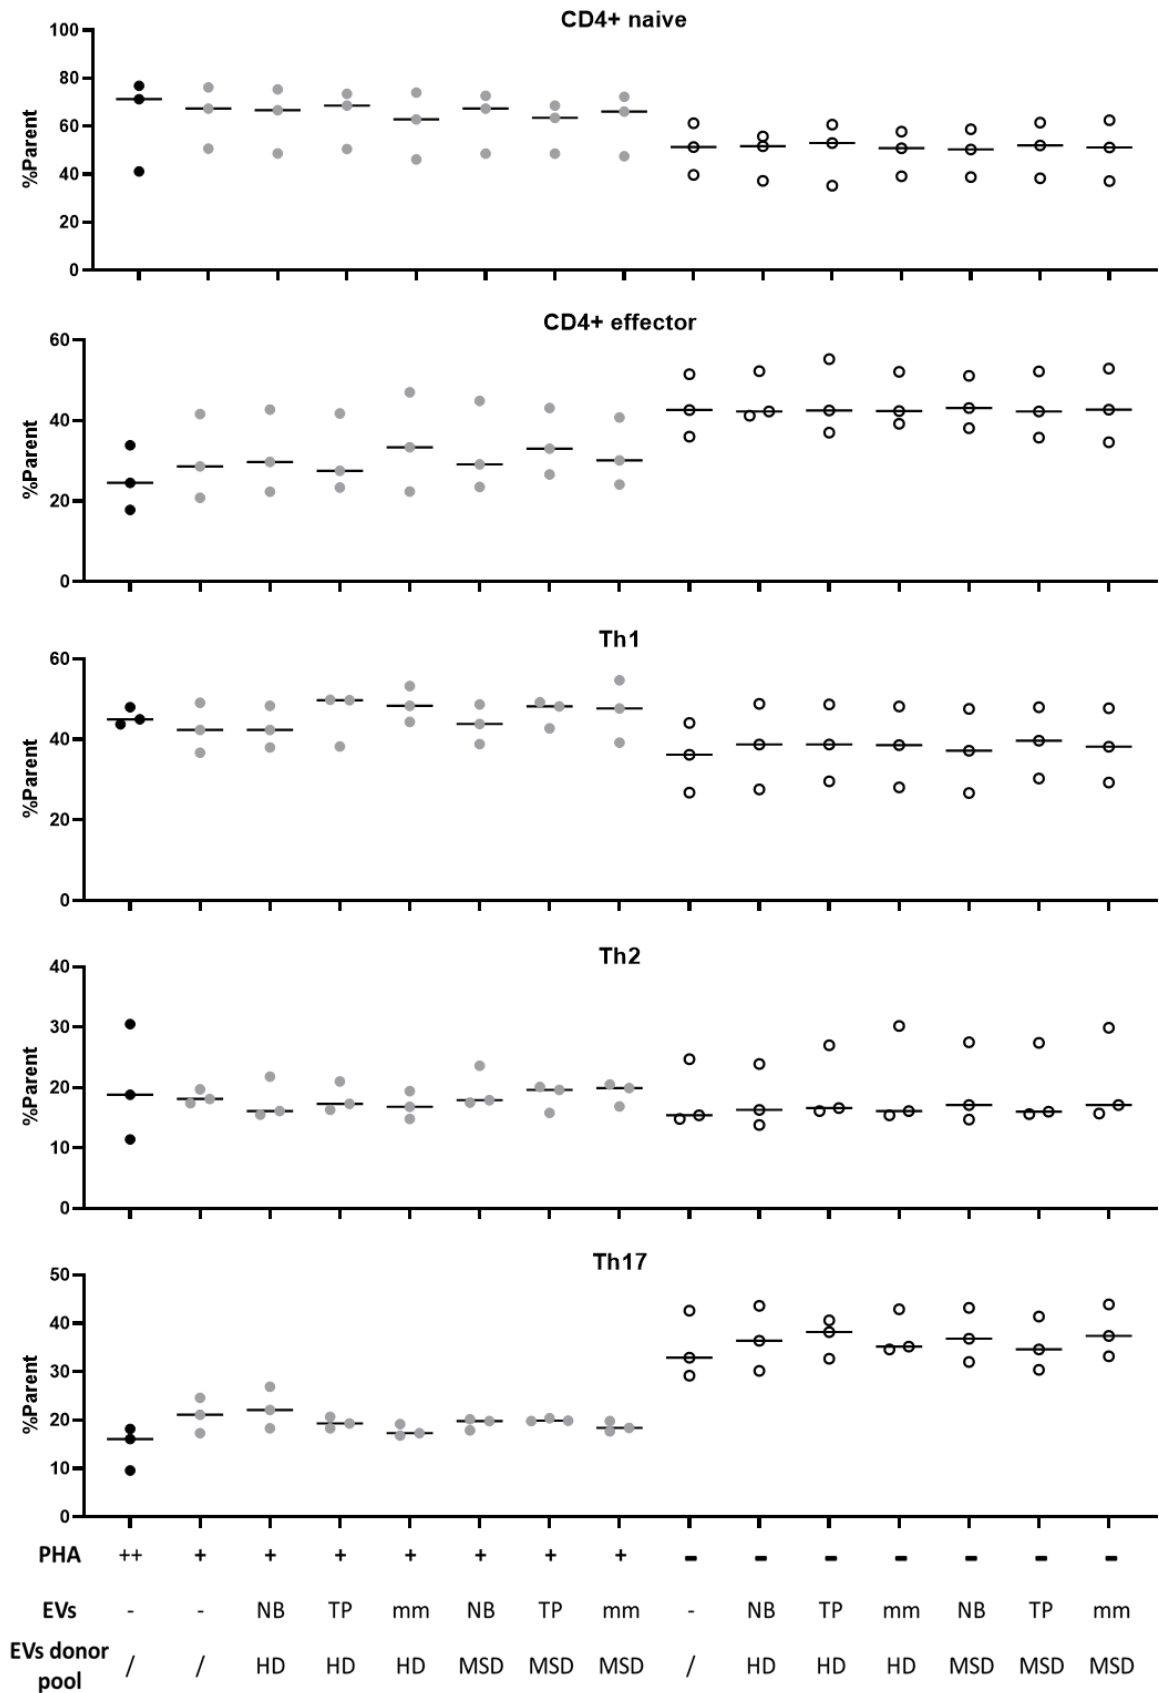 CD4+ naive
100
80
60
40
20
0
%Parent
CD4+ effector
60
40
20
0
%Parent
Th1
60
40
20
0
%Parent
Th2
40
30
20
10
0
%Parent
Th17
50
40
30
20
10
0
%Parent
PHA ++ + + + + + + + - - - - - - -
EVs - - NB TP mm NB TP mm - NB TP mm NB TP mm
EVs donor
pool / / HD HD HD MSD MSD MSD / HD HD HD MSD MSD MSD